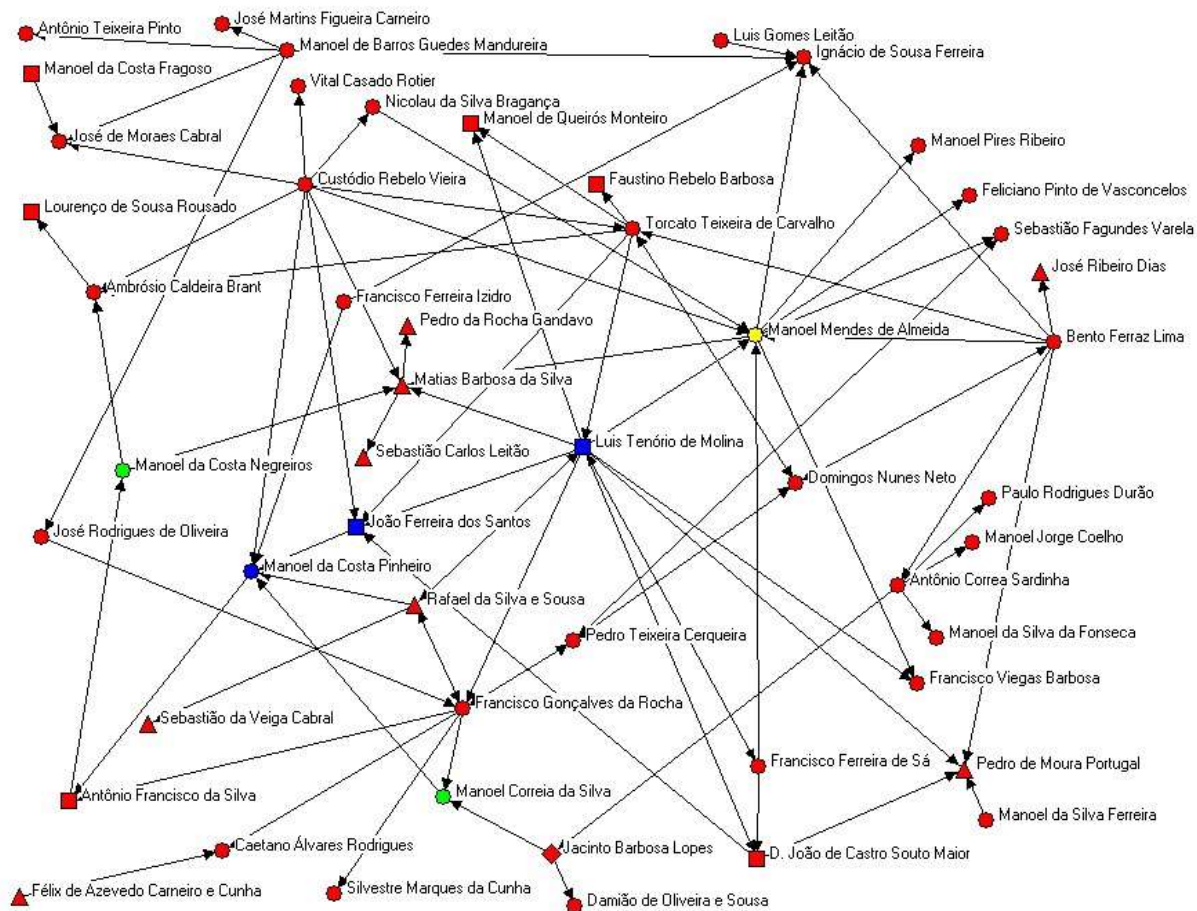 José Martins Figueira Carneiro
Antônio Teixeira Pinto
Luis Gomes Leitão
Manoel de Barros Guedes Mandureira
Ignácio de Sousa Ferreira
Manoel da Costa Fragoso
Vital Casado Rotier
Nicolau da Silva Bragança
Manoel de Queirós Monteiro
José de Moraes Cabral
Manoel Pires Ribeiro
Faustino Rebelo Barbosa
Custódio Rebelo Vieira
Feliciano Pinto de Vasconcelos
Lourenço de Sousa Rousado
Torcato Teixeira de Carvalho
Sebastião Fagundes Varela
José Ribeiro Dias
Ambrósio Caldeira Brant
Francisco Ferreira Izidro
Pedro da Rocha Gandavo
Manoel Mendes de Almeida
Bento Ferraz Lima
Matias Barbosa da Silva
Luis Tenório de Molina
Sebastião Carlos Leitão
Manoel da Costa Negreiros
Domingos Nunes Neto
Paulo Rodrigues Durão
João Ferreira dos Santos
José Rodrigues de Oliveira
Manoel Jorge Coelho
Manoel da Costa Pinheiro
Antônio Correa Sardinha
Rafael da Silva e Sousa
Pedro Teixeira Cerqueira
Manoel da Silva da Fonseca
Francisco Viegas Barbosa
Francisco Gonçalves da Rocha
Sebastião da Veiga Cabral
Francisco Ferreira de Sá
Pedro de Moura Portugal
Antônio Francisco da Silva
Manoel Correia da Silva
Manoel da Silva Ferreira
Caetano Álvares Rodrigues
Jacinto Barbosa Lopes
D. João de Castro Souto Maior
Félix de Azevedo Carneiro e Cunha
Silvestre Marques da Cunha
Damião de Oliveira e Sousa